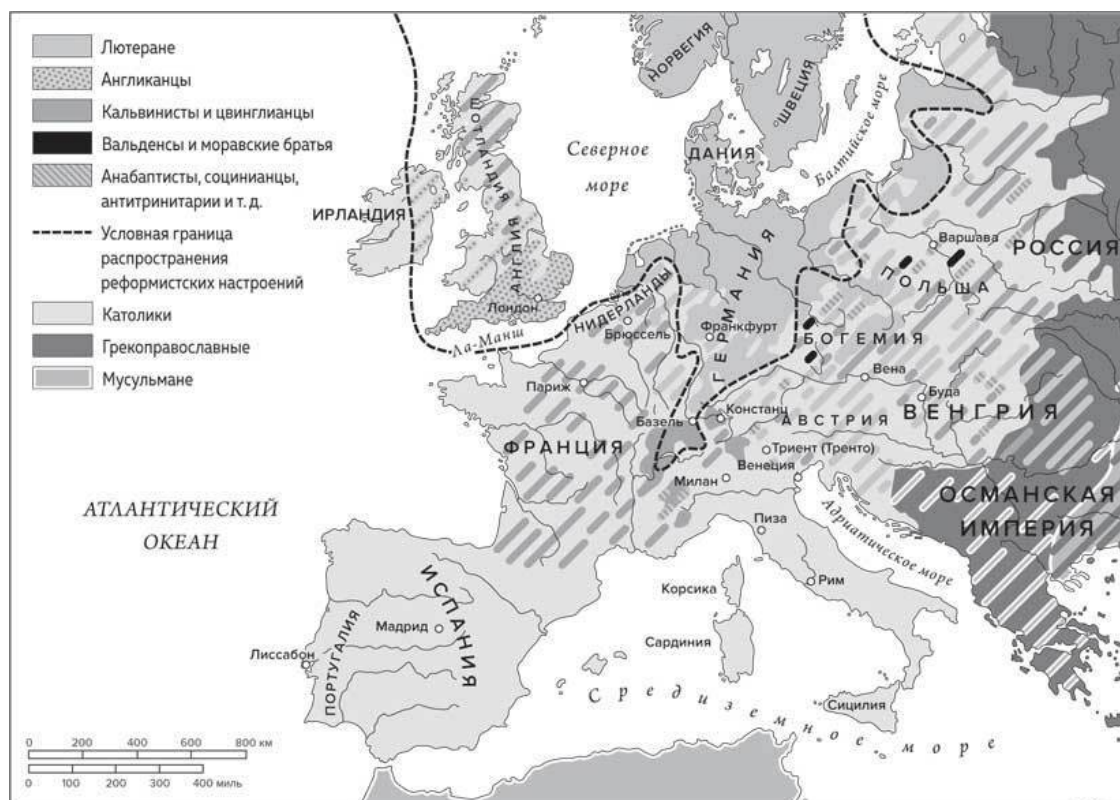 Лютеране
Англиканцы
Кальвинисты и цвинглианцы
Вальденсы и моравские братья
Анабаптисты, социнианцы,
антитринитарии и т. д.
Условная граница
распространения
реформистских настроений
Католики
Грекоправославные
Мусульмане
НОРВЕГИЯ
ШВЕЦИЯ
Балтийское море
ДАНИЯ
Северное
море
ШОТЛАНДИЯ
ИРЛАНДИЯ
АНГЛИЯ
Лондон
Ла-Манш
НИДЕРЛАНДЫ
Брюссель
ГЕРМАНИЯ
Франкфурт
Варшава
ПОЛЬША
РОССИЯ
БОГЕМИЯ
Вена
Буда
ВЕНГРИЯ
АВСТРИЯ
Констанц
Базель
Париж
ФРАНЦИЯ
Триент (Тренто)
Венеция
Милан
ОСМАНСКАЯ
ИМПЕРИЯ
Адриатическое море
АТЛАНТИЧЕСКИЙ
ОКЕАН
Пиза
Рим
Корсика
Сардиния
ИСПАНИЯ
Мадрид
ПОРТУГАЛИЯ
Лиссабон
Сицилия
Средиземное море
0 200 400 600 800 км
0 100 200 300 400 миль